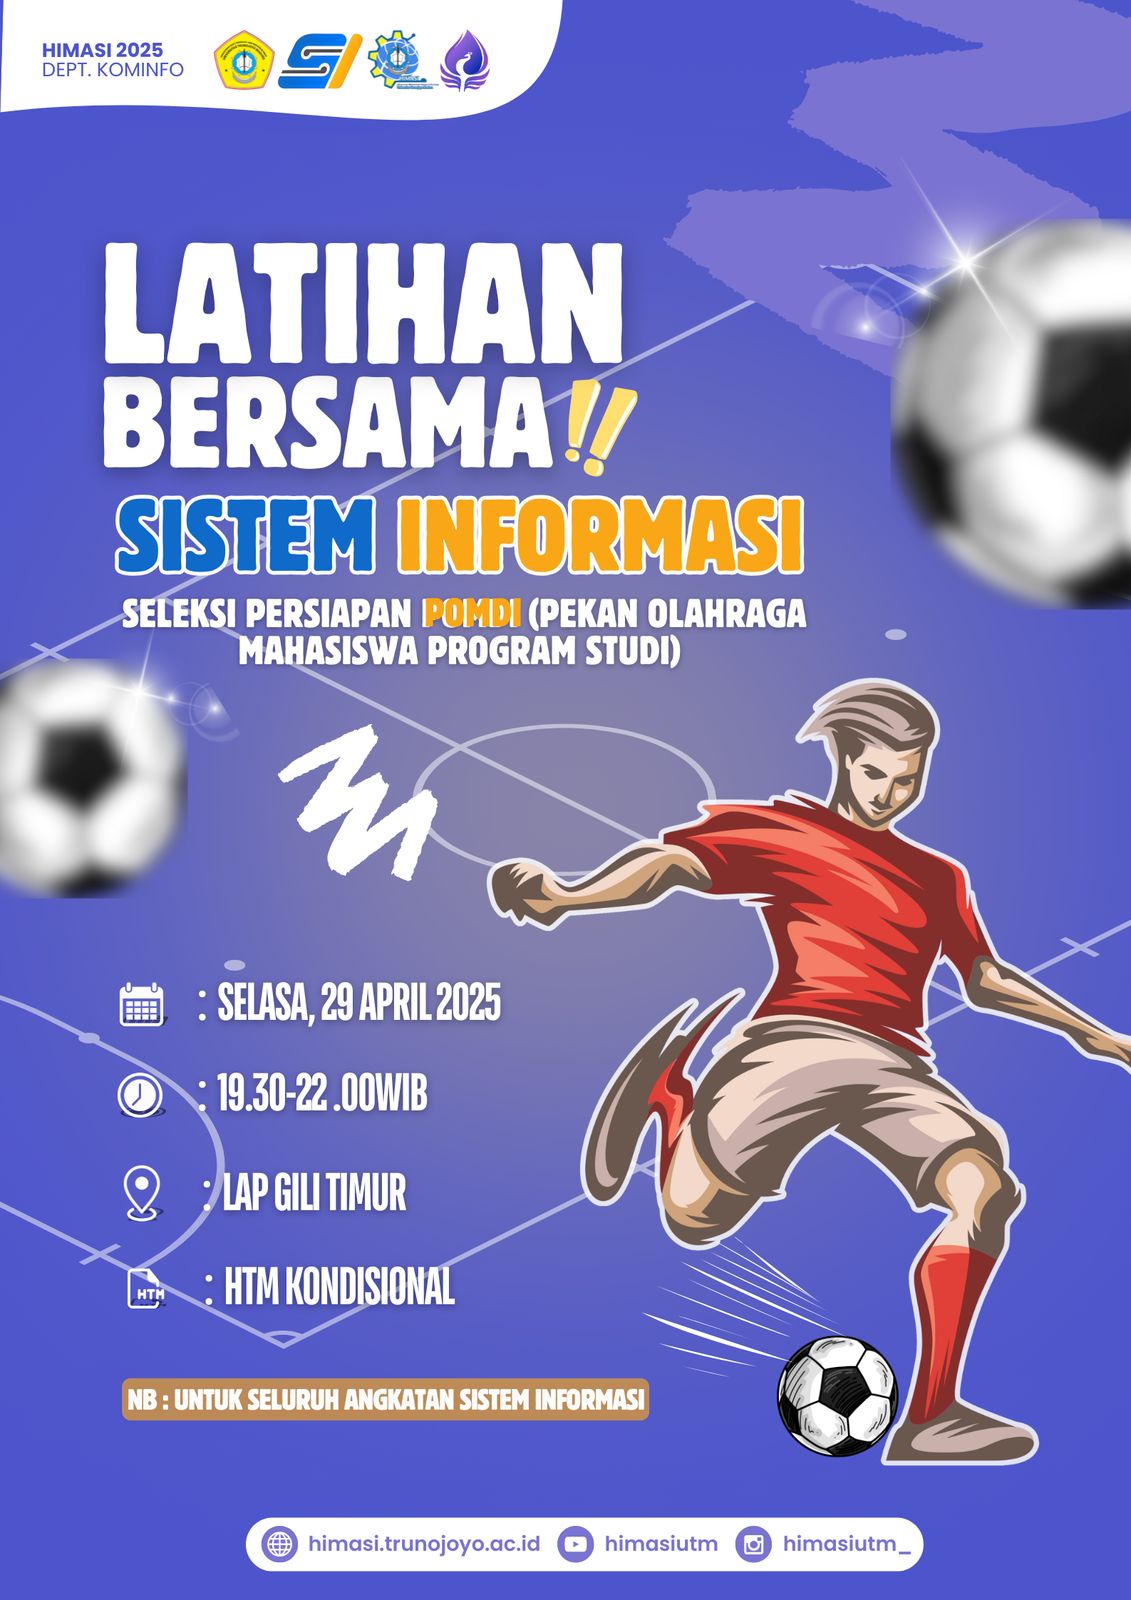 HIMASI 2025
DEPT. KOMINFO
LATIHAN
BERSAMA!!
SISTEM INFORMASI
SELEKSI PERSIAPAN POMDI (PEKAN OLAHRAGA
MAHASISWA PROGRAM STUDI)
: SELASA, 29 APRIL 2025
: 19.30-22 .00WIB
: LAP GILI TIMUR
HTM
: HTM KONDISIONAL
NB : UNTUK SELURUH ANGKATAN SISTEM INFORMASI
himasi.trunojoyo.ac.id himasiutm himasiutm_